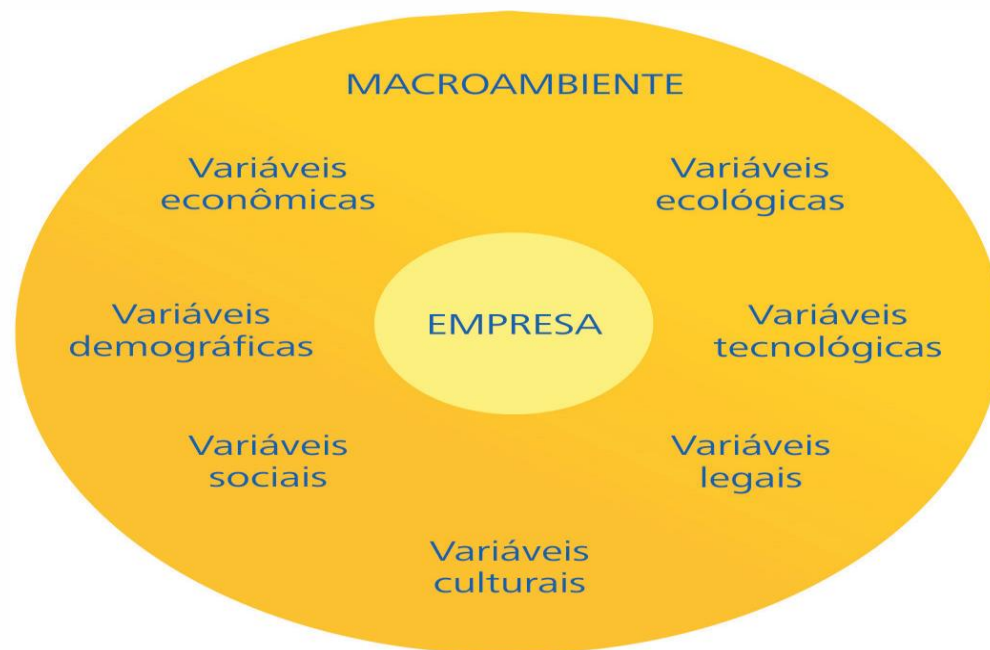 MACROAMBIENTE
Variáveis
econômicas
Variáveis
ecológicas
Variáveis
demográficas
EMPRESA
Variáveis
tecnológicas
Variáveis
sociais
Variáveis
legais
Variáveis
culturais